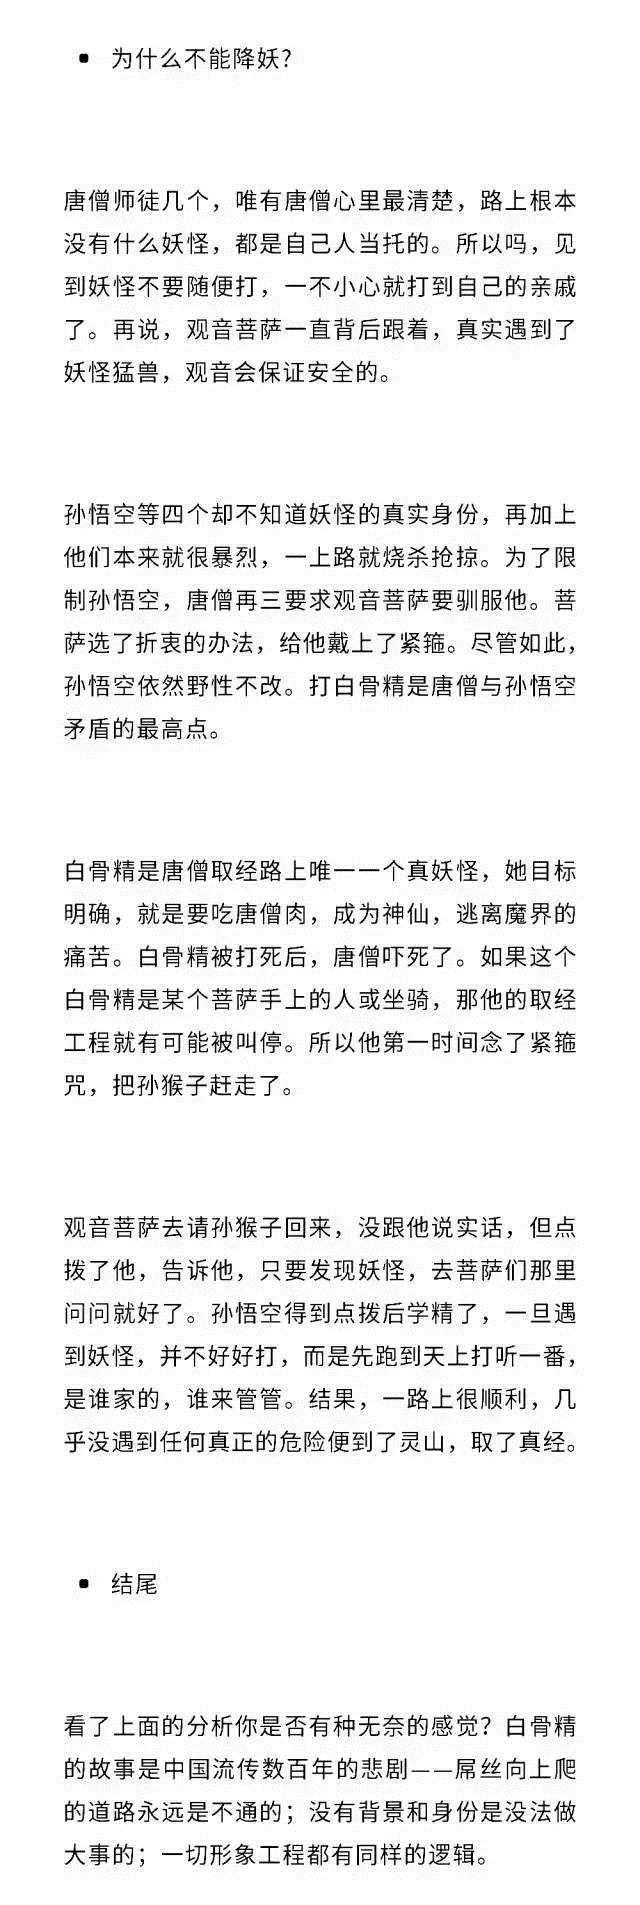 • 为什么不能降妖?
唐僧师徒几个，唯有唐僧心里最清楚，路上根本
没有什么妖怪，都是自己人当托的。所以吗，见
到妖怪不要随便打，一不小心就打到自己的亲戚
了。再说，观音菩萨一直背后跟着，真实遇到了
妖怪猛兽，观音会保证安全的。
孙悟空等四个却不知道妖怪的真实身份，再加上
他们本来就很暴烈，一上路就烧杀抢掠。为了限
制孙悟空，唐僧再三要求观音菩萨要驯服他。菩
萨选了折衷的办法，给他戴上了紧箍。尽管如此，
孙悟空依然野性不改。打白骨精是唐僧与孙悟空
矛盾的最高点。
白骨精是唐僧取经路上唯一一个真妖怪，她目标
明确，就是要吃唐僧肉，成为神仙，逃离魔界的
痛苦。白骨精被打死后，唐僧吓死了。如果这个
白骨精是某个菩萨手上的人或坐骑，那他的取经
工程就有可能被叫停。所以他第一时间念了紧箍
咒，把孙猴子赶走了。
观音菩萨去请孙猴子回来，没跟他说实话，但点
拨了他，告诉他，只要发现妖怪，去菩萨们那里
问问就好了。孙悟空得到点拨后学精了，一旦遇
到妖怪，并不好好打，而是先跑到天上打听一番，
是谁家的，谁来管管。结果，一路上很顺利，几
乎没遇到任何真正的危险便到了灵山，取了真经。
• 结尾
看了上面的分析你是否有种无奈的感觉？白骨精
的故事是中国流传数百年的悲剧——屌丝向上爬
的道路永远是不通的；没有背景和身份是没法做
大事的；一切形象工程都有同样的逻辑。